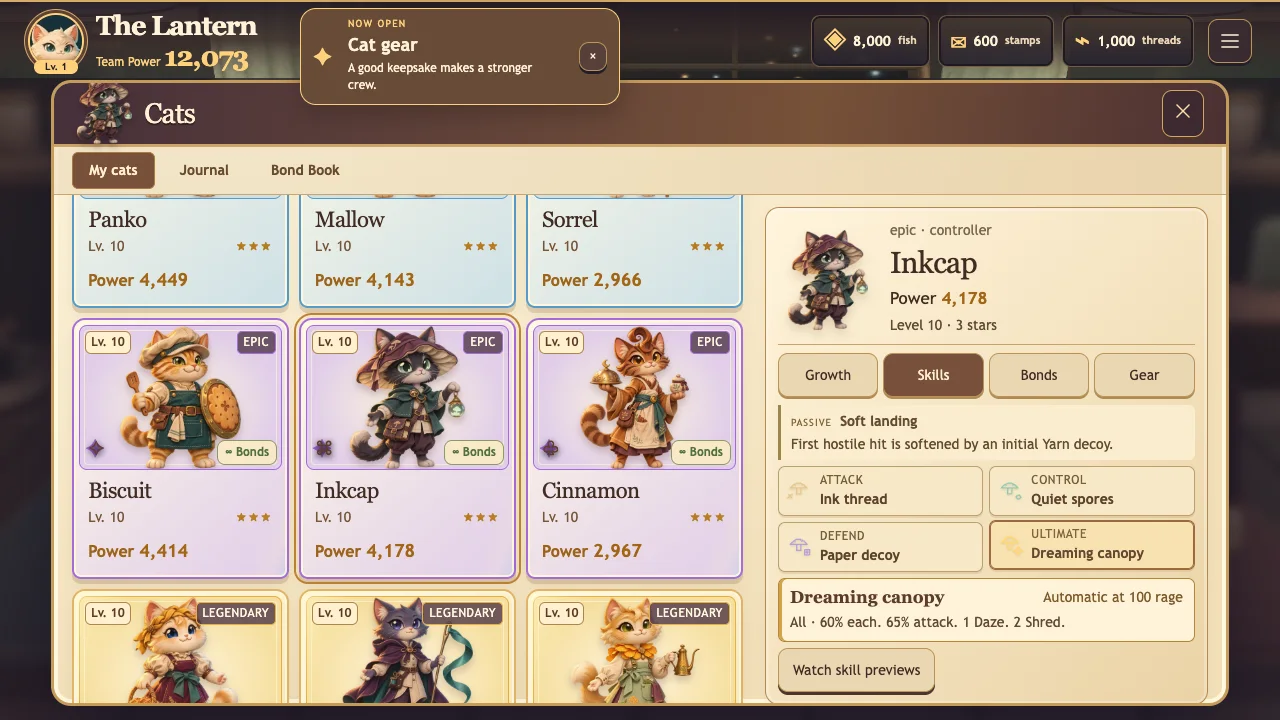 The Lantern
Team Power 12,073
Lv. 1
NOW OPEN
Cat gear
A good keepsake makes a stronger
crew.
×
8,000 fish
600 stamps
1,000 threads
Cats
My cats
Journal
Bond Book
Panko
Lv. 10
Power 4,449
Mallow
Lv. 10
Power 4,143
Sorrel
Lv. 10
Power 2,966
Lv. 10
EPIC
∞ Bonds
Biscuit
Lv. 10
Power 4,414
Lv. 10
EPIC
∞ Bonds
Inkcap
Lv. 10
Power 4,178
Lv. 10
EPIC
∞ Bonds
Cinnamon
Lv. 10
Power 2,967
Lv. 10
LEGENDARY
Lv. 10
LEGENDARY
Lv. 10
LEGENDARY
epic · controller
Inkcap
Power 4,178
Level 10 · 3 stars
Growth
Skills
Bonds
Gear
PASSIVE Soft landing
First hostile hit is softened by an initial Yarn decoy.
ATTACK
Ink thread
CONTROL
Quiet spores
DEFEND
Paper decoy
ULTIMATE
Dreaming canopy
Dreaming canopy
Automatic at 100 rage
All · 60% each. 65% attack. 1 Daze. 2 Shred.
Watch skill previews